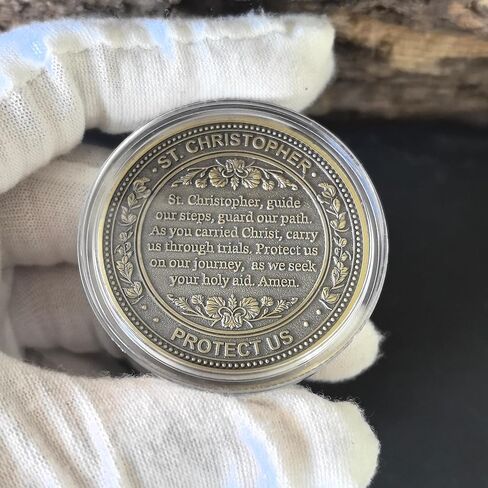 ST. CHRISTOPHER
St. Christopher, guide
our steps, guard our path.
As you carried Christ, carry
us through trials. Protect us
on our journey, as we seek
your holy aid. Amen.
PROTECT US